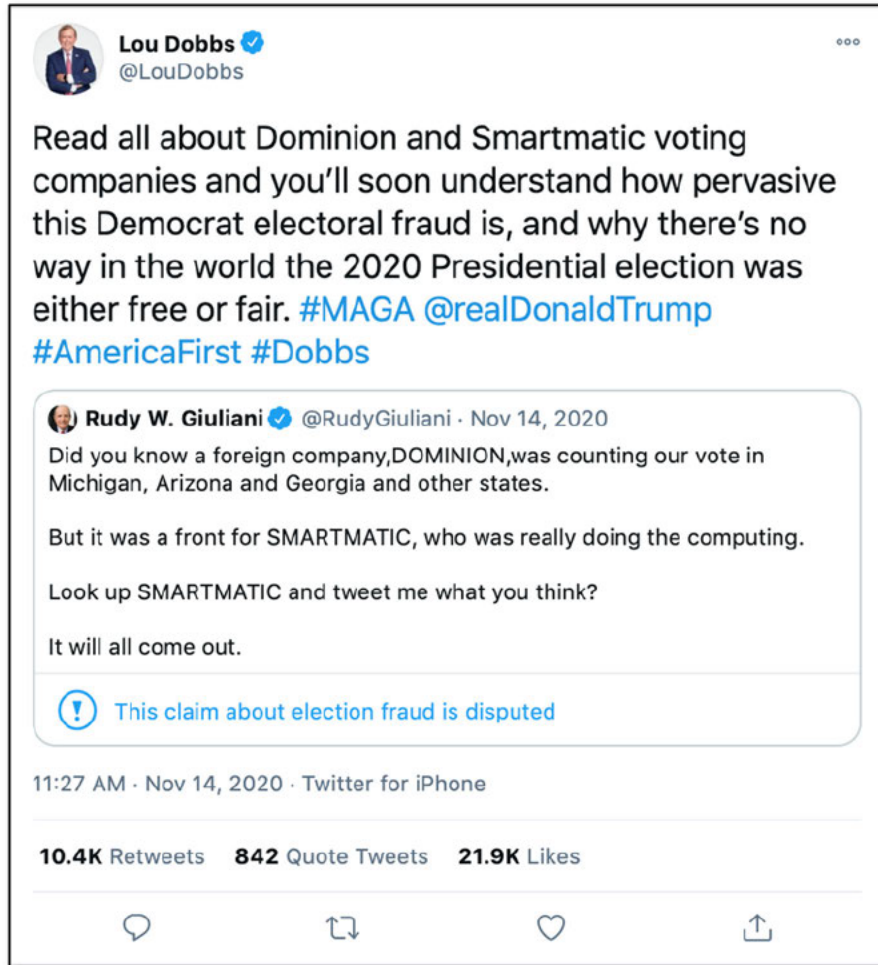 Lou Dobbs
@LouDobbs
Read all about Dominion and Smartmatic voting
companies and you'll soon understand how pervasive
this Democrat electoral fraud is, and why there's no
way in the world the 2020 Presidential election was
either free or fair. #MAGA @realDonaldTrump
#AmericaFirst #Dobbs
Rudy W. Giuliani @RudyGiuliani · Nov 14, 2020
Did you know a foreign company,DOMINION,was counting our vote in
Michigan, Arizona and Georgia and other states.
But it was a front for SMARTMATIC, who was really doing the computing.
Look up SMARTMATIC and tweet me what you think?
It will all come out.
This claim about election fraud is disputed
11:27 AM · Nov 14, 2020 · Twitter for iPhone
10.4K Retweets 842 Quote Tweets 21.9K Likes